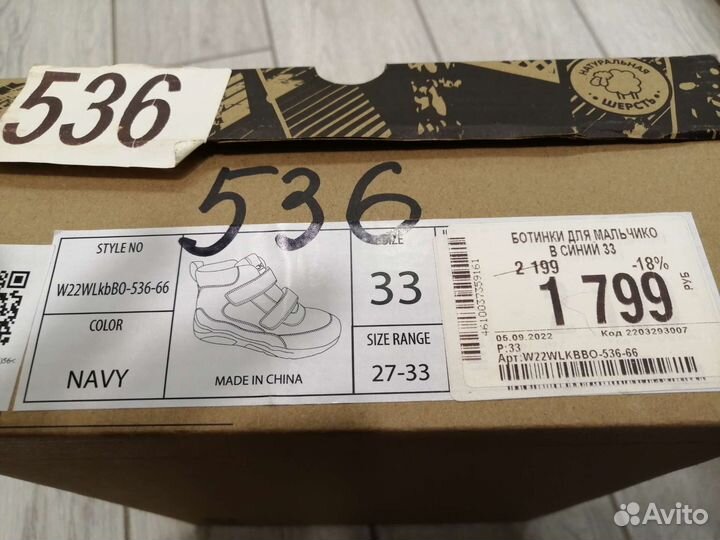 536
НАТУРАЛЬНАЯ
ШЕРСТЬ
536
STYLE NO
W22WLkbBO-536-66
COLOR
NAVY
MADE IN CHINA
SIZE
33
SIZE RANGE
27-33
БОТИНКИ ДЛЯ МАЛЬЧИКО
В СИНИЙ 33
2 199 -18%
1 799 РУБ
4610037359161
05.09.2022 Код 2203293007
Р:33
Арт:W22WLKBBO-536-66
Avito